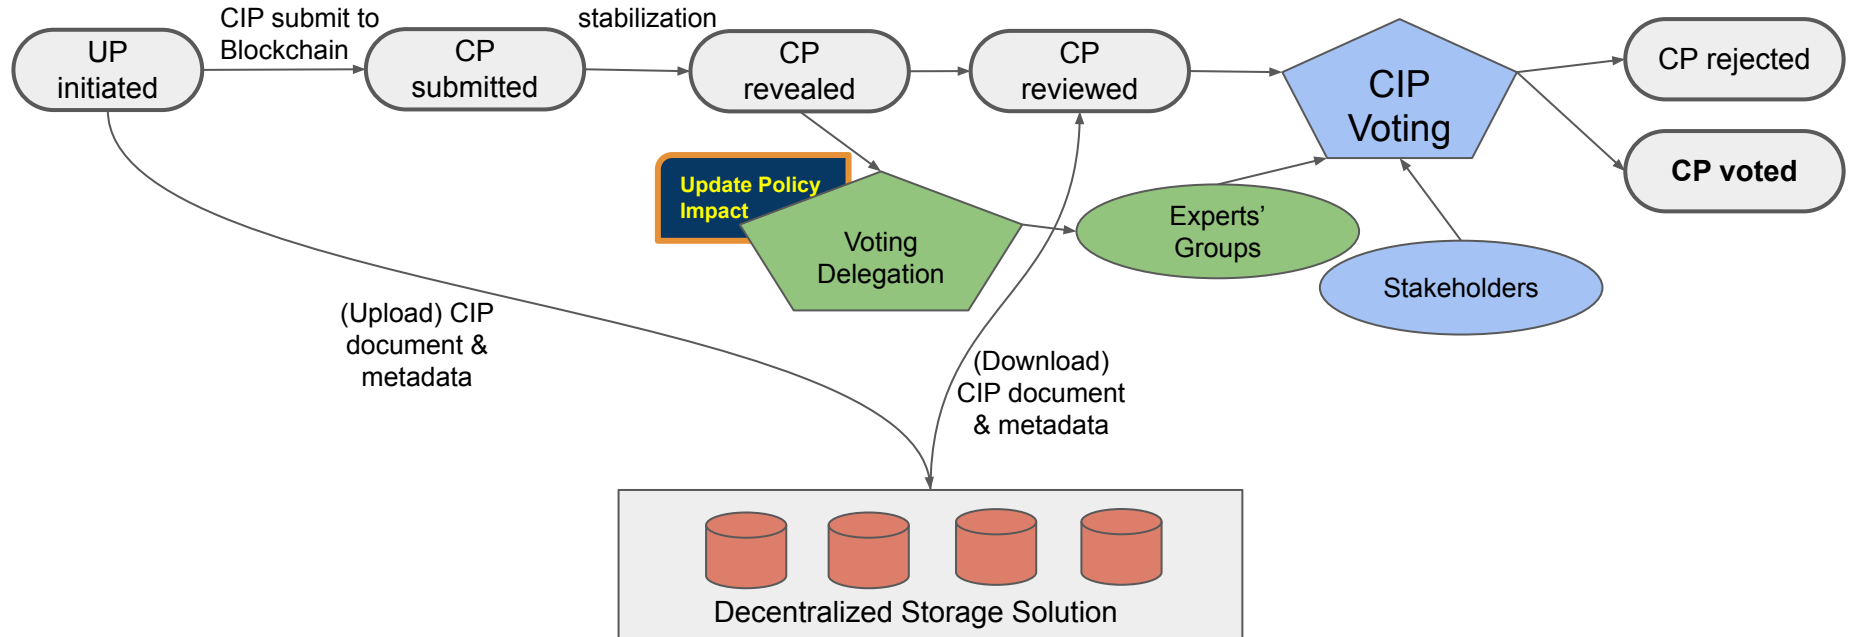 UP
initiated
CIP submit to
Blockchain
CP
submitted
stabilization
CP
revealed
CP
reviewed
CIP
Voting
CP rejected
CP voted
Update Policy
Impact
Voting
Delegation
Experts’
Groups
Stakeholders
(Upload) CIP
document &
metadata
(Download)
CIP document
& metadata
Decentralized Storage Solution